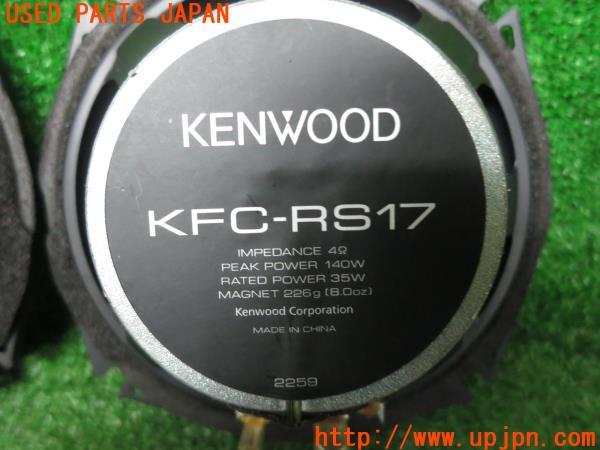 USED PARTS JAPAN
KENWOOD
KFC-RS17
IMPEDANCE 4Ω
PEAK POWER 140W
RATED POWER 35W
MAGNET 226g (8.0oz)
Kenwood Corporation
MADE IN CHINA
2259
http://www.upjpn.com